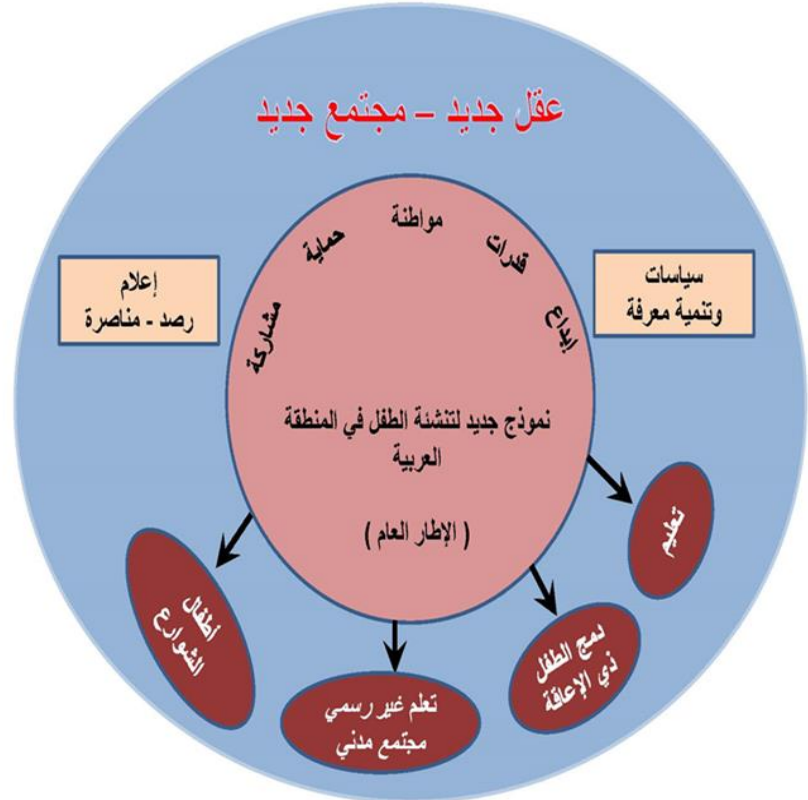 عقل جديد – مجتمع جديد
إبداع
قدرات
مواطنة
حماية
مشاركة
سياسات
وتنمية معرفة
إعلام
رصد - مناصرة
نموذج جديد لتنشئة الطفل في المنطقة
العربية
( الإطار العام )
تعليم
دمج الطفل
ذي الإعاقة
تعلم غير رسمي
مجتمع مدني
أطفال
الشوارع